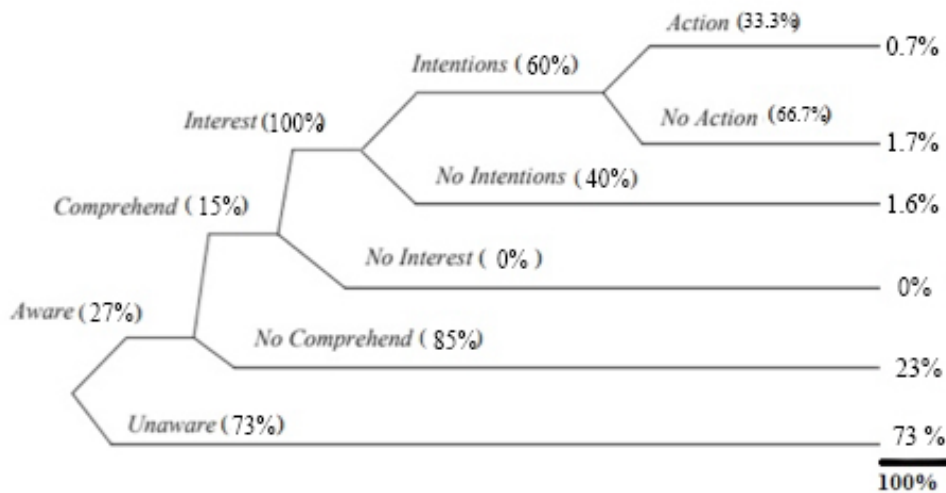 Action (33.3%)
0.7%
Intentions ( 60%)
No Action (66.7%)
Interest (100%)
1.7%
No Intentions ( 40%)
1.6%
Comprehend ( 15%)
No Interest ( 0% )
0%
Aware (27%)
No Comprehend ( 85%)
23%
Unaware (73%)
73 %
100%